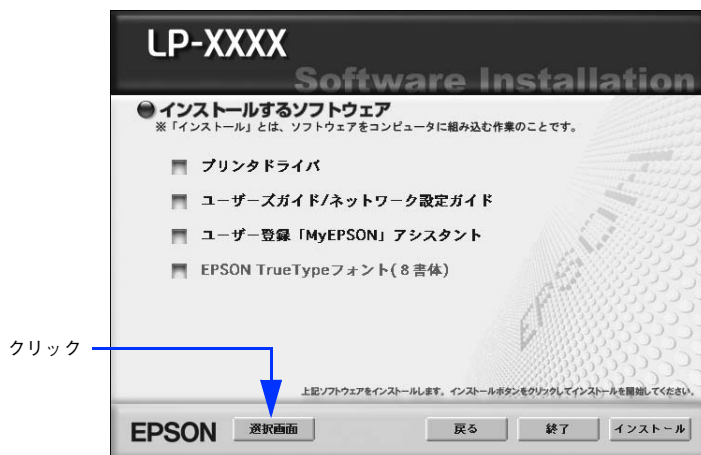 LP-XXXX
Software Installation
インストールするソフトウェア
※「インストール」とは、ソフトウェアをコンピュータに組み込む作業のことです。
プリンタドライバ
ユーザーズガイド/ネットワーク設定ガイド
ユーザー登録「MyEPSON」アシスタント
EPSON TrueTypeフォント(８書体)
EPSON
クリック
上記ソフトウェアをインストールします。インストールボタンをクリックしてインストールを開始してください。
EPSON 選択画面 戻る 終了 インストール